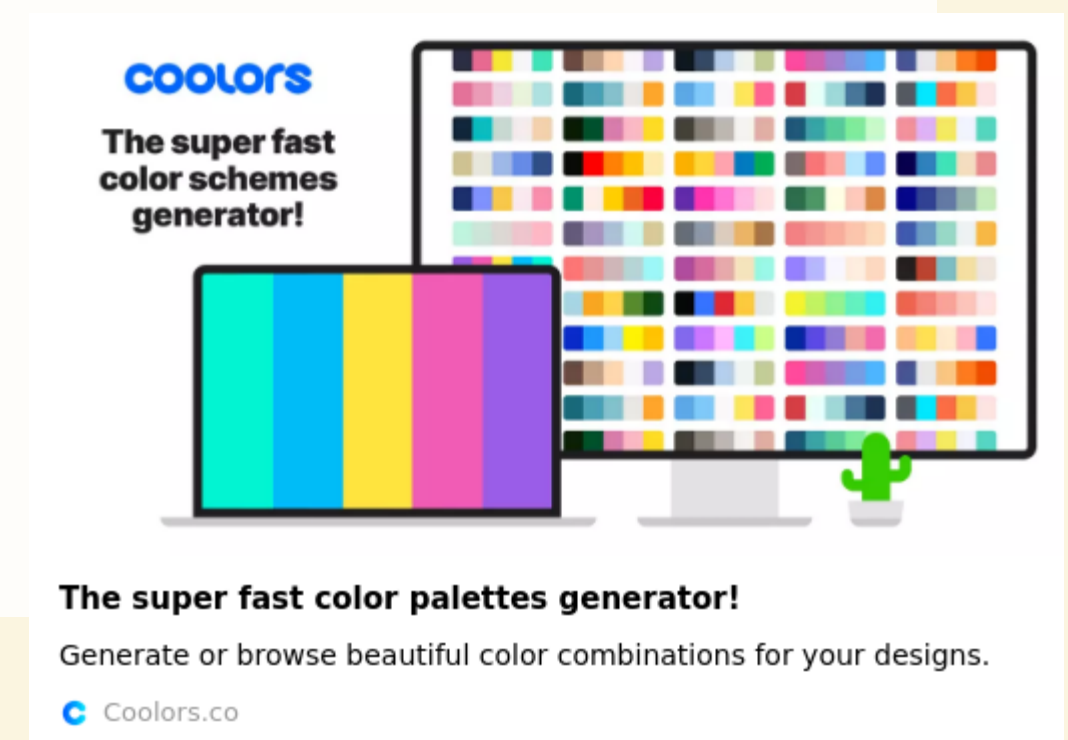 coolors
The super fast
color schemes
generator!
The super fast color palettes generator!
Generate or browse beautiful color combinations for your designs.
Coolors.co